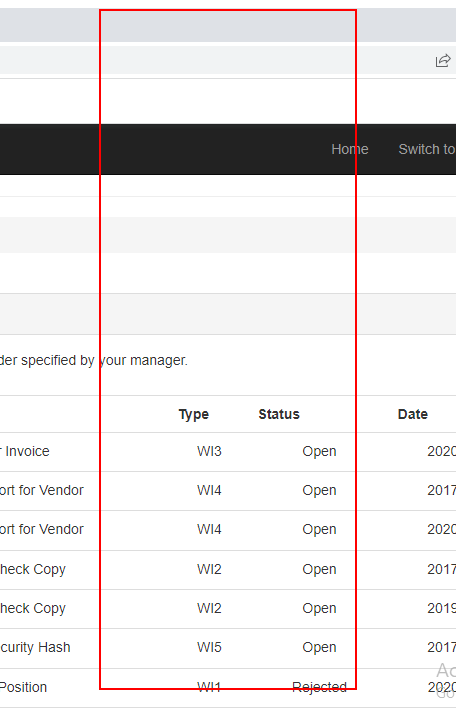 Home Switch to
der specified by your manager.
Type Status Date
Invoice WI3 Open 2020
ort for Vendor WI4 Open 2017
ort for Vendor WI4 Open 2020
heck Copy WI2 Open 2017
heck Copy WI2 Open 2019
curity Hash WI5 Open 2017
Position WI1 Rejected 2020